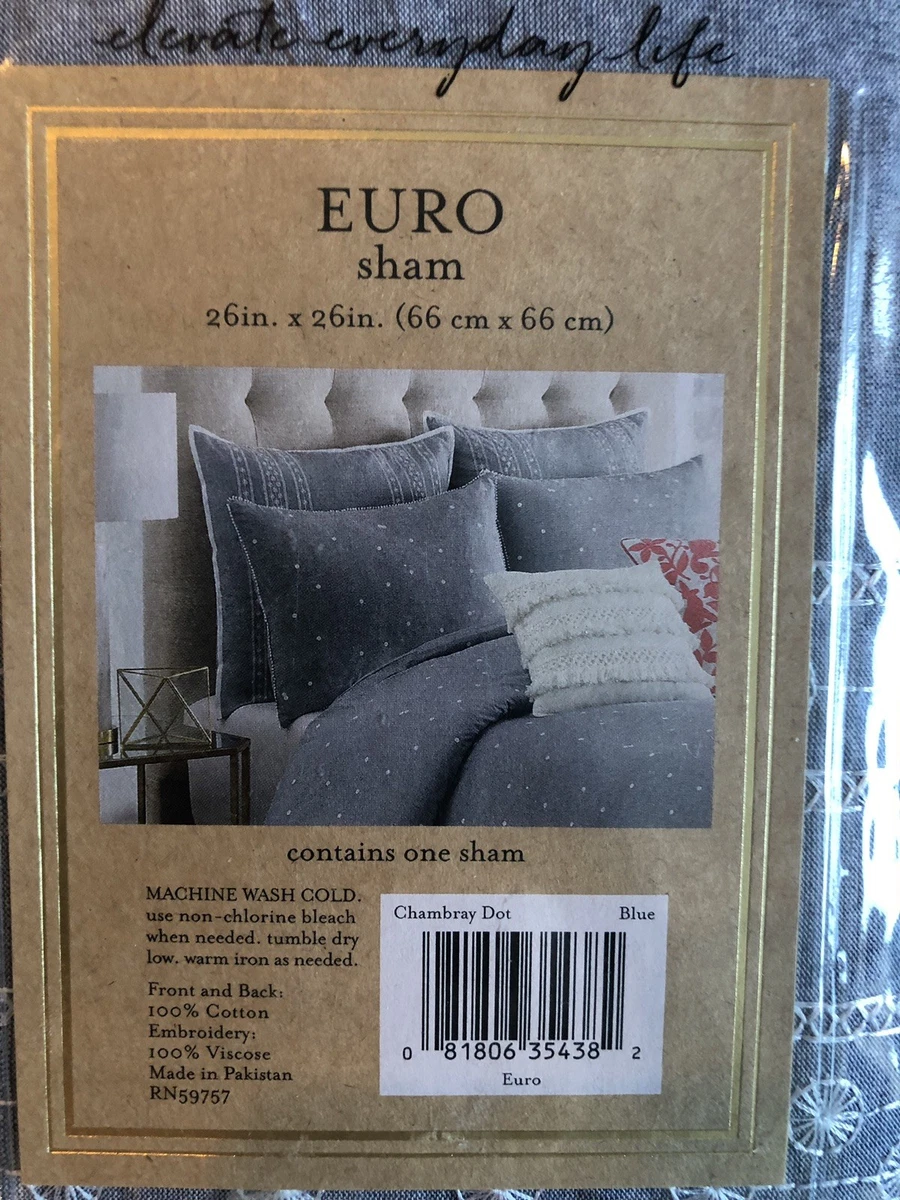 elevate everyday life
EURO
sham
26in. x 26in. (66 cm x 66 cm)
contains one sham
MACHINE WASH COLD.
use non-chlorine bleach
when needed. tumble dry
low. warm iron as needed.
Front and Back:
100% Cotton
Embroidery:
100% Viscose
Made in Pakistan
RN59757
Chambray Dot Blue
0 81806 35438 2
Euro